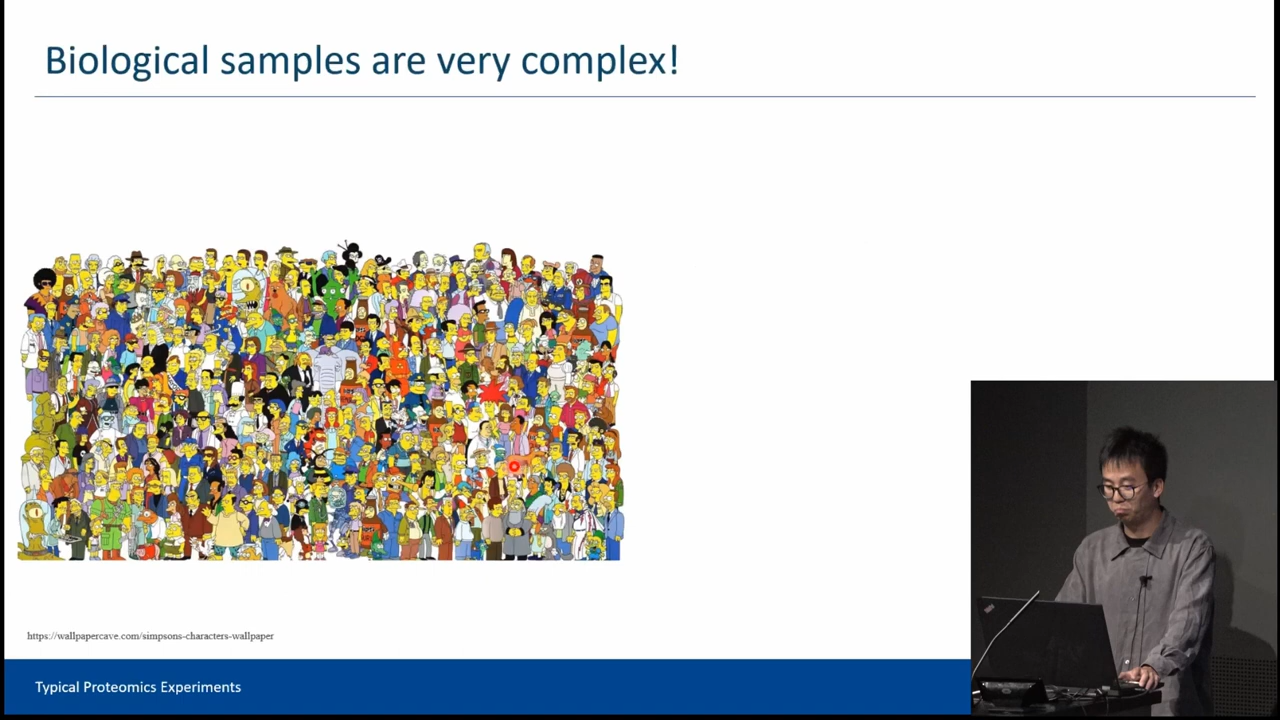 Biological samples are very complex!
https://wallpapercave.com/simpsons-characters-wallpaper
Typical Proteomics Experiments